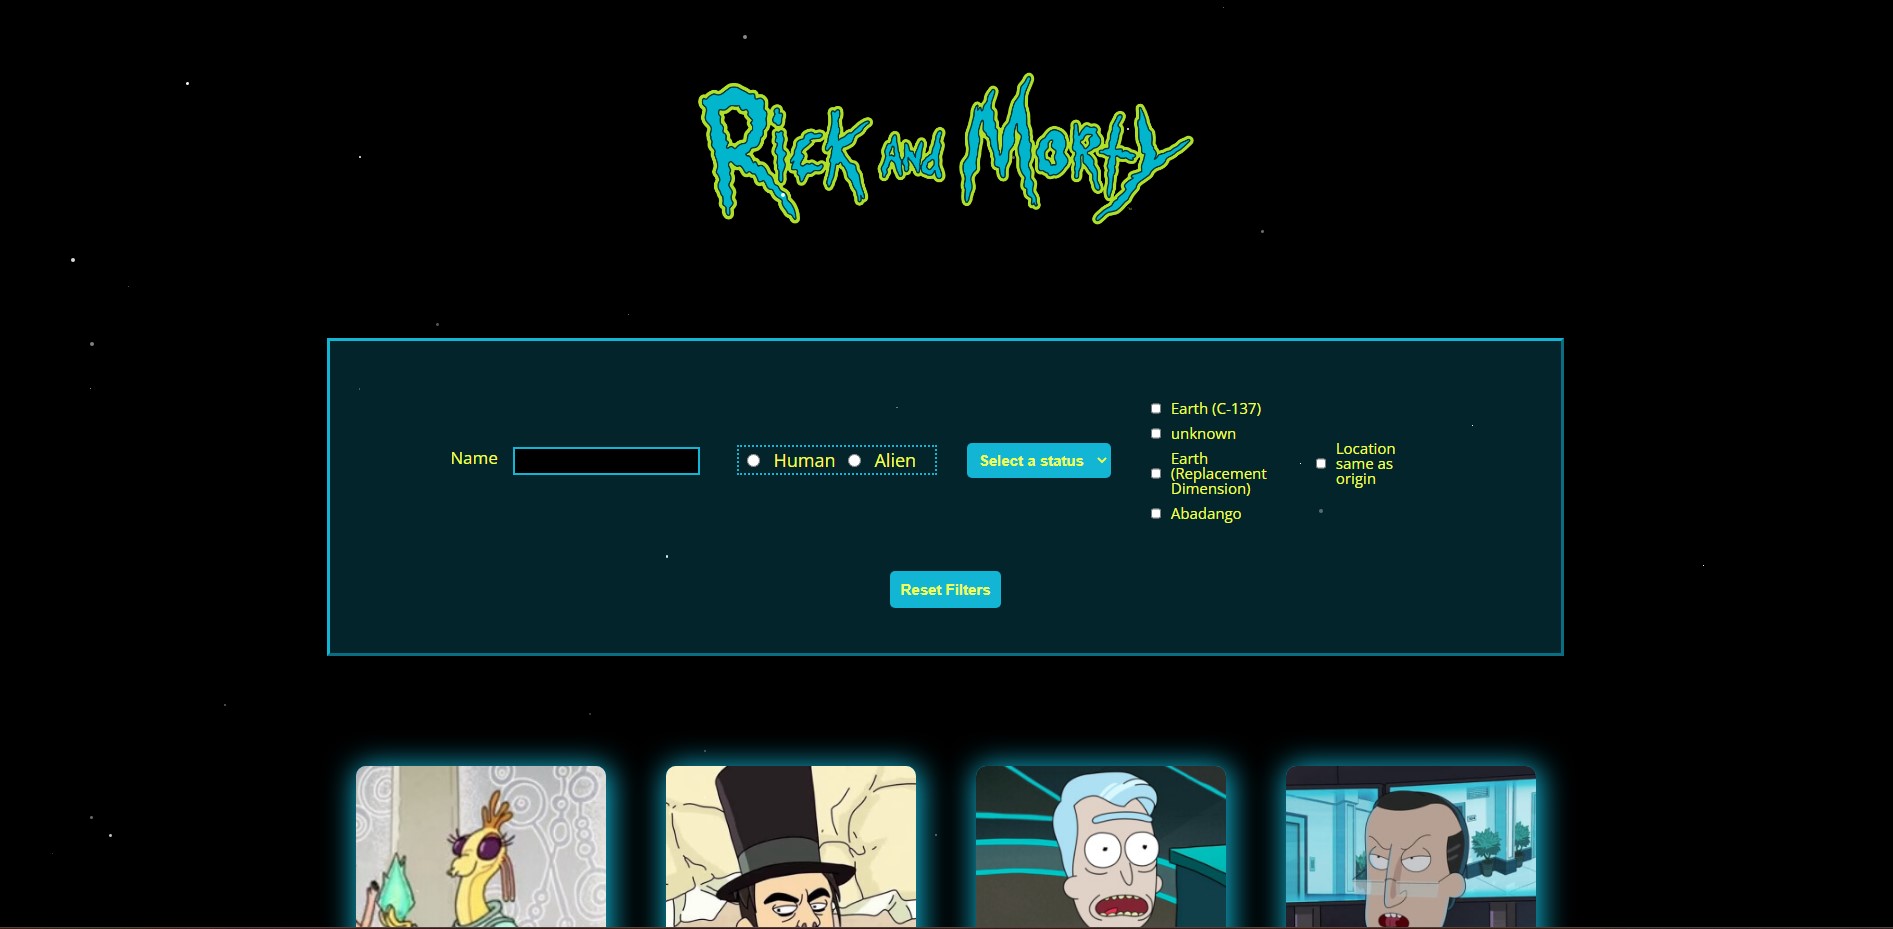 Rick and Morty
Name
Human
Alien
Select a status
Earth (C-137)
unknown
Earth
(Replacement
Dimension)
Abadango
Location
same as
origin
Reset Filters